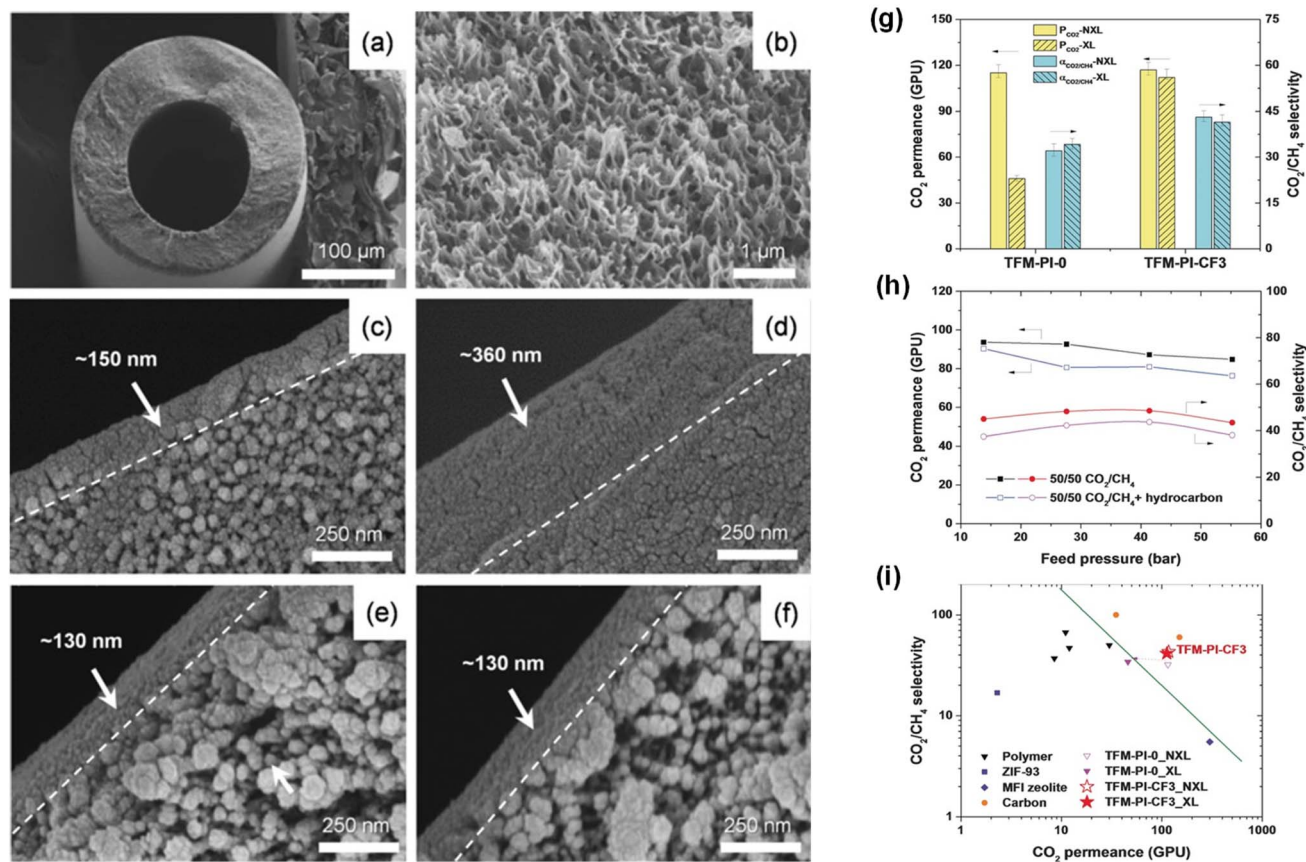 (a)
100 µm
(b)
1 µm
(c)
~150 nm
250 nm
(d)
~360 nm
250 nm
(e)
~130 nm
250 nm
(f)
~130 nm
250 nm
(g)
150
120
90
60
30
0
CO₂ permeance (GPU)
P_CO2-NXL
P_CO2-XL
α_CO2/CH4-NXL
α_CO2/CH4-XL
75
60
45
30
15
0
CO₂/CH₄ selectivity
TFM-PI-0 TFM-PI-CF3
(h)
120
100
80
60
40
20
0
CO₂ permeance (GPU)
100
80
60
40
20
0
CO₂/CH₄ selectivity
50/50 CO₂/CH₄
50/50 CO₂/CH₄+ hydrocarbon
10 20 30 40 50 60
Feed pressure (bar)
(i)
100
10
1
CO₂/CH₄ selectivity
TFM-PI-CF3
Polymer
ZIF-93
MFI zeolite
Carbon
TFM-PI-0_NXL
TFM-PI-0_XL
TFM-PI-CF3_NXL
TFM-PI-CF3_XL
1 10 100 1000
CO₂ permeance (GPU)